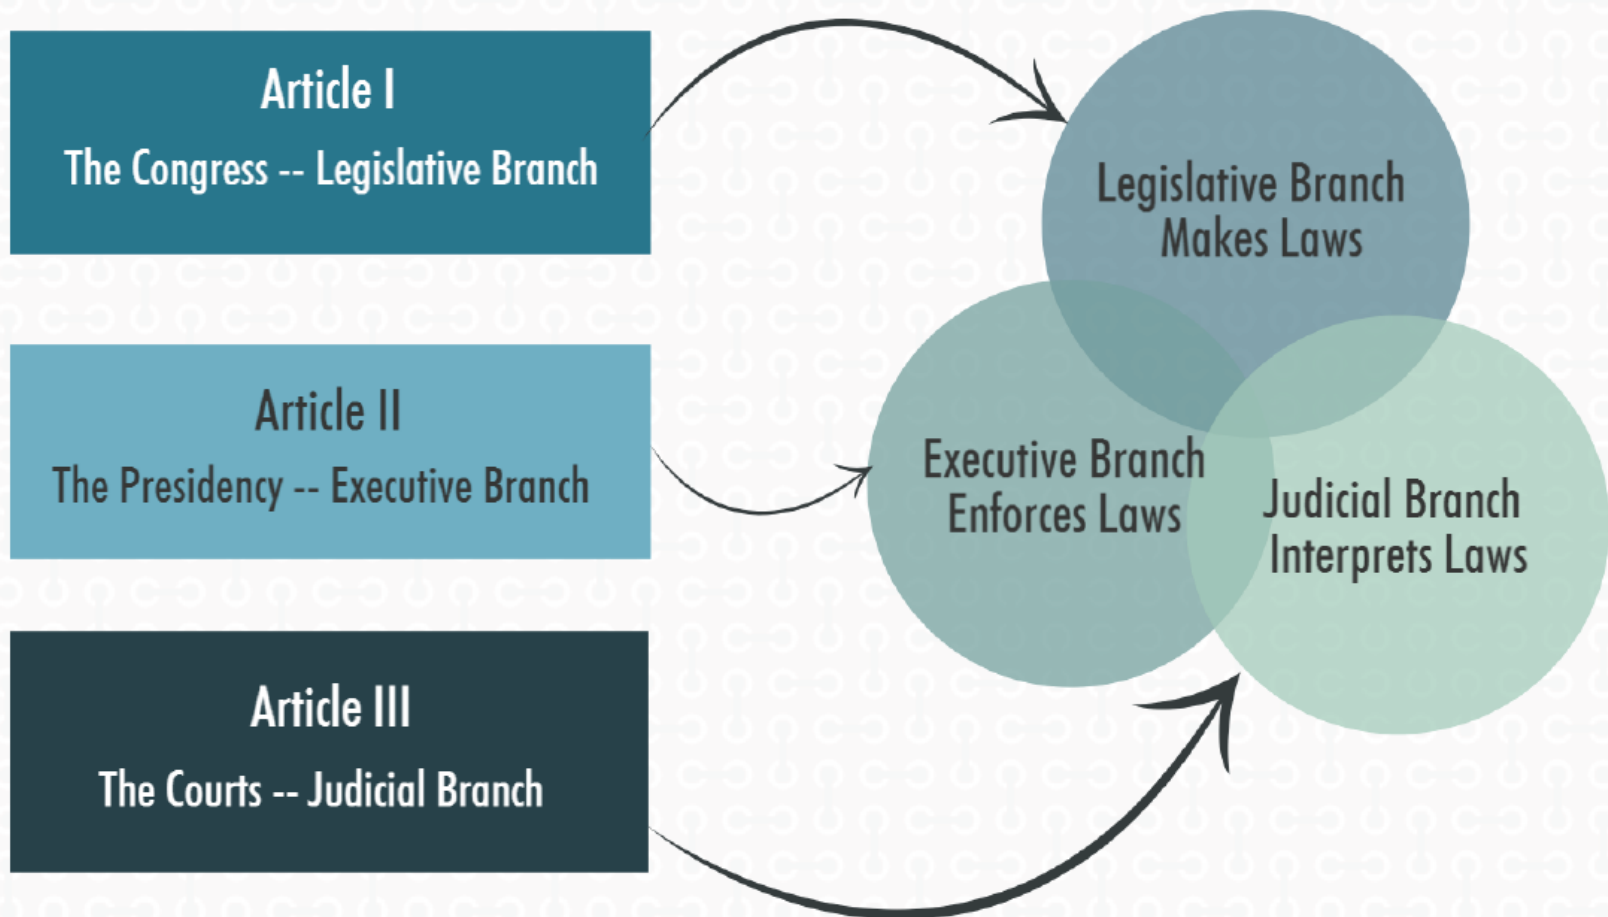 Article I
The Congress -- Legislative Branch
Article II
The Presidency -- Executive Branch
Article III
The Courts -- Judicial Branch
Legislative Branch
Makes Laws
Executive Branch
Enforces Laws
Judicial Branch
Interprets Laws